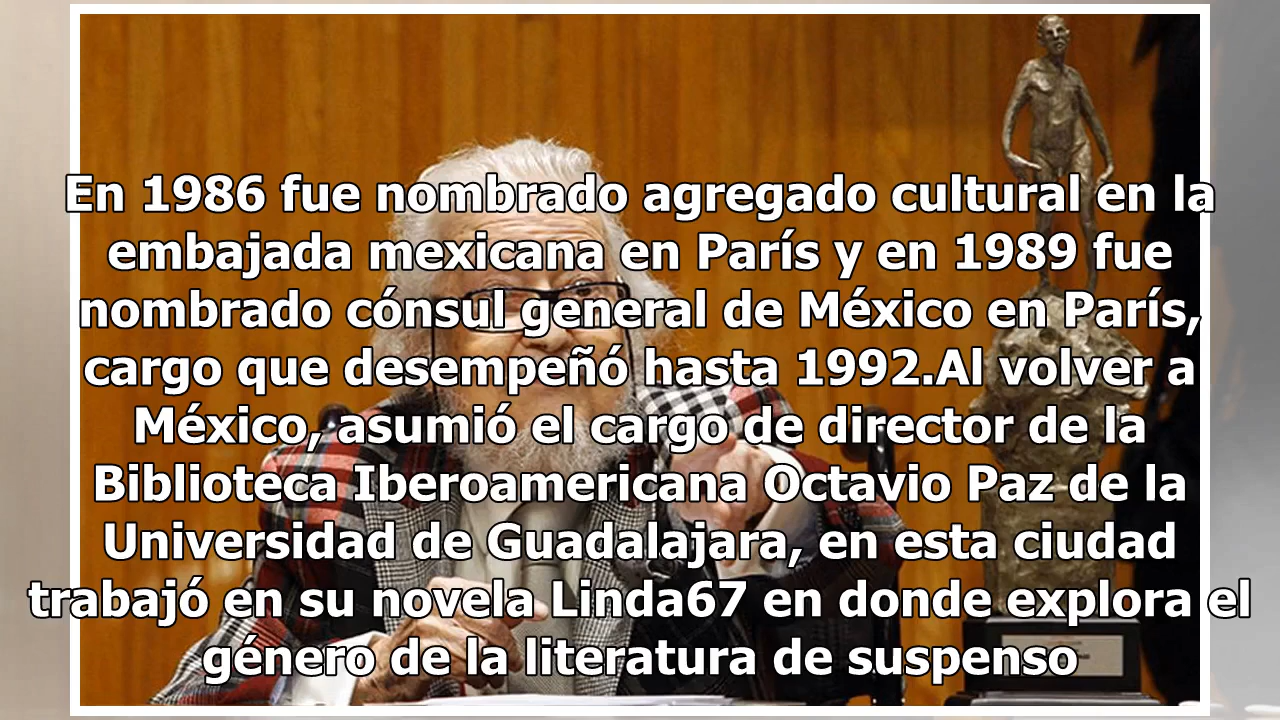 En 1986 fue nombrado agregado cultural en la
embajada mexicana en París y en 1989 fue
nombrado cónsul general de México en París,
cargo que desempeñó hasta 1992.Al volver a
México, asumió el cargo de director de la
Biblioteca Iberoamericana Octavio Paz de la
Universidad de Guadalajara, en esta ciudad
trabajó en su novela Linda67 en donde explora el
género de la literatura de suspenso